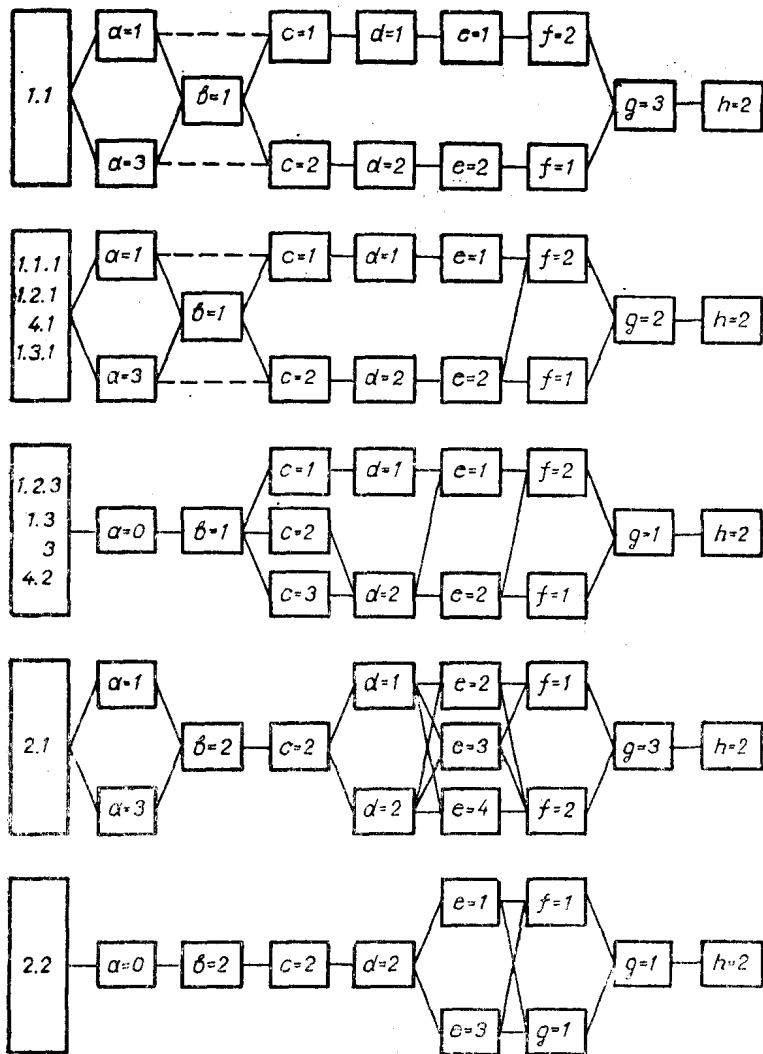 a=1 c=1 d=1 e=1 f=2
1.1 в=1 g=3 h=2
a=3 c=2 d=2 e=2 f=1
1.1.1 a=1 c=1 d=1 e=1 f=2
1.2.1
4.1 в=1 g=2 h=2
1.3.1
a=3 c=2 d=2 e=2 f=1
1.2.3 c=1 d=1 e=1 f=2
1.3 a=0 в=1 c=2 g=1 h=2
3
4.2 c=3 d=2 e=2 f=1
a=1 d=1 e=2 f=1
2.1 в=2 c=2 e=3 g=3 h=2
a=3 d=2 e=4 f=2
e=1 f=1
2.2 a=0 в=2 c=2 d=2 g=1 h=2
e=3 g=1